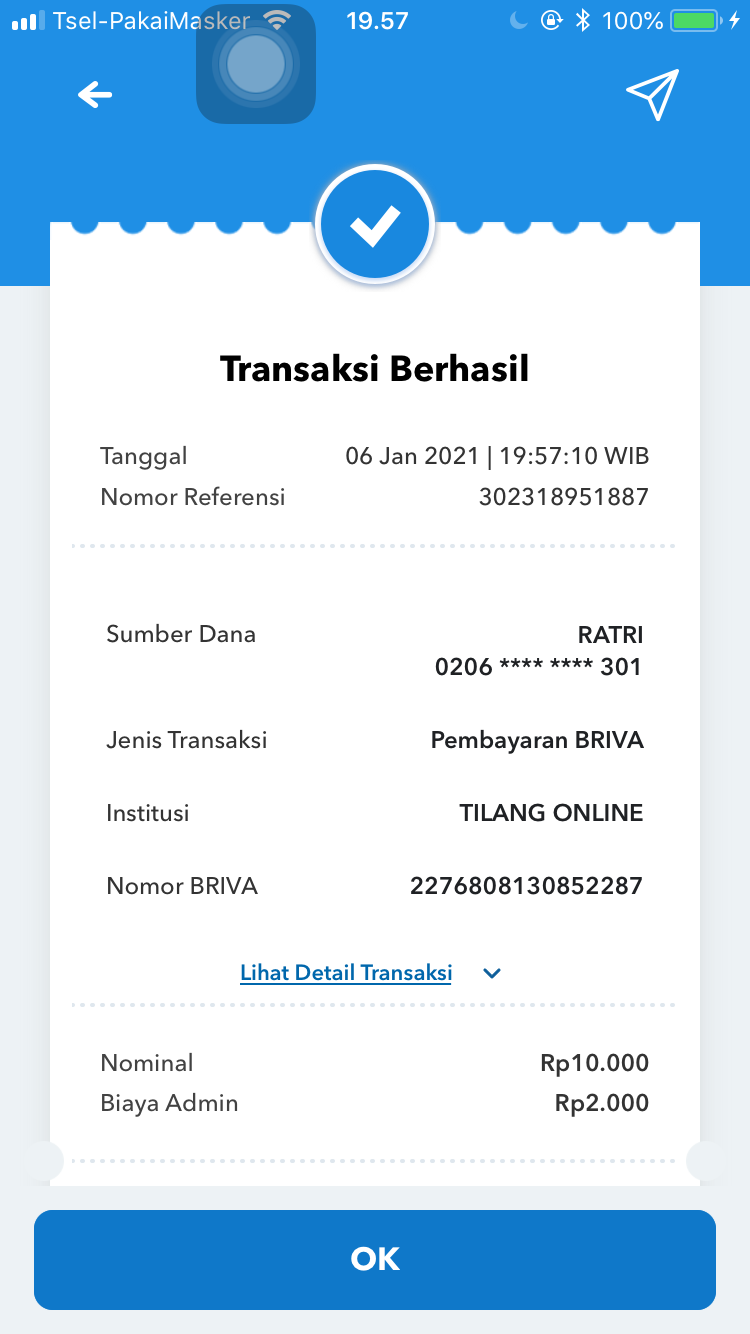 Tsel-PakaiMasker 19.57 100%
Transaksi Berhasil
Tanggal 06 Jan 2021 | 19:57:10 WIB
Nomor Referensi 302318951887
Sumber Dana RATRI
0206 **** **** 301
Jenis Transaksi Pembayaran BRIVA
Institusi TILANG ONLINE
Nomor BRIVA 2276808130852287
Lihat Detail Transaksi
Nominal Rp10.000
Biaya Admin Rp2.000
OK